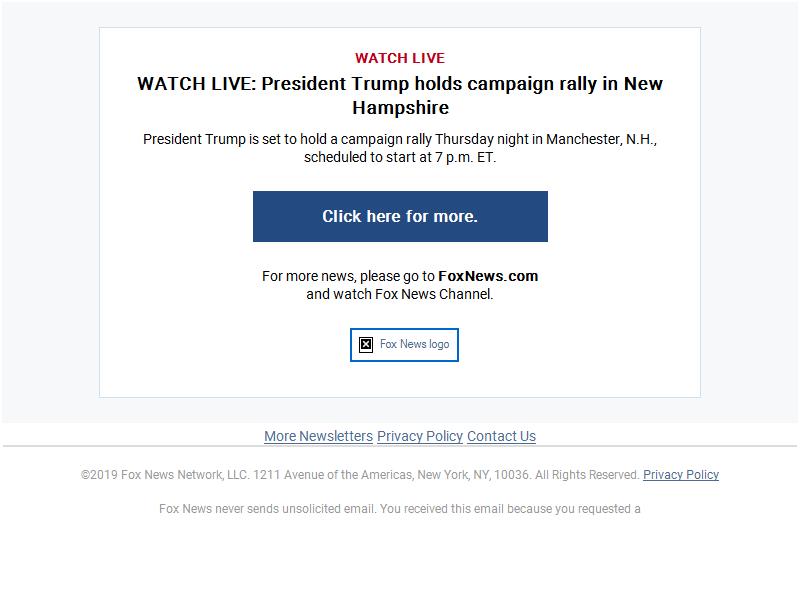 WATCH LIVE
WATCH LIVE: President Trump holds campaign rally in New
Hampshire
President Trump is set to hold a campaign rally Thursday night in Manchester, N.H.,
scheduled to start at 7 p.m. ET.
Click here for more.
For more news, please go to FoxNews.com
and watch Fox News Channel.
Fox News logo
More Newsletters Privacy Policy Contact Us
©2019 Fox News Network, LLC. 1211 Avenue of the Americas, New York, NY, 10036. All Rights Reserved. Privacy Policy
Fox News never sends unsolicited email. You received this email because you requested a